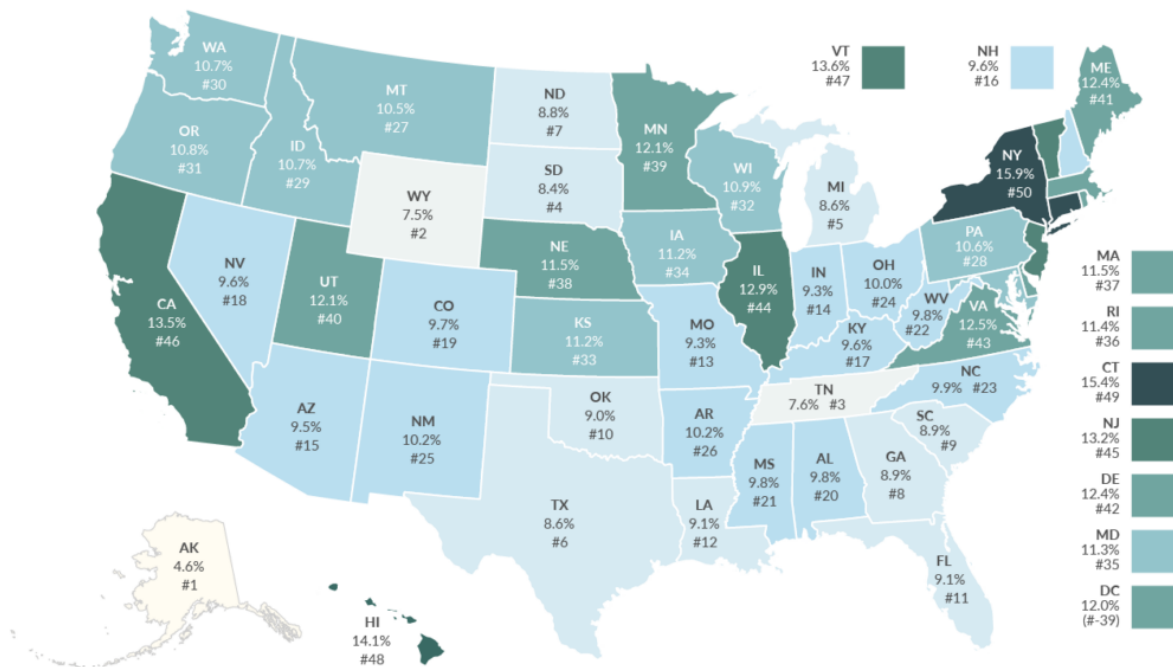 WA
10.7%
#30
OR
10.8%
#31
CA
13.5%
#46
ID
10.7%
#29
NV
9.6%
#18
MT
10.5%
#27
WY
7.5%
#2
UT
12.1%
#40
AZ
9.5%
#15
CO
9.7%
#19
NM
10.2%
#25
ND
8.8%
#7
SD
8.4%
#4
NE
11.5%
#38
KS
11.2%
#33
OK
9.0%
#10
TX
8.6%
#6
MN
12.1%
#39
IA
11.2%
#34
MO
9.3%
#13
AR
10.2%
#26
LA
9.1%
#12
WI
10.9%
#32
IL
12.9%
#44
MI
8.6%
#5
IN
9.3%
#14
OH
10.0%
#24
KY
9.6%
#17
WV
9.8%
#22
TN
7.6% #3
MS
9.8%
#21
AL
9.8%
#20
GA
8.9%
#8
FL
9.1%
#11
SC
8.9%
#9
NC
9.9% #23
VA
12.5%
#43
PA
10.6%
#28
NY
15.9%
#50
ME
12.4%
#41
VT
13.6%
#47
NH
9.6%
#16
MA
11.5%
#37
RI
11.4%
#36
CT
15.4%
#49
NJ
13.2%
#45
DE
12.4%
#42
MD
11.3%
#35
DC
12.0%
(#-39)
AK
4.6%
#1
HI
14.1%
#48